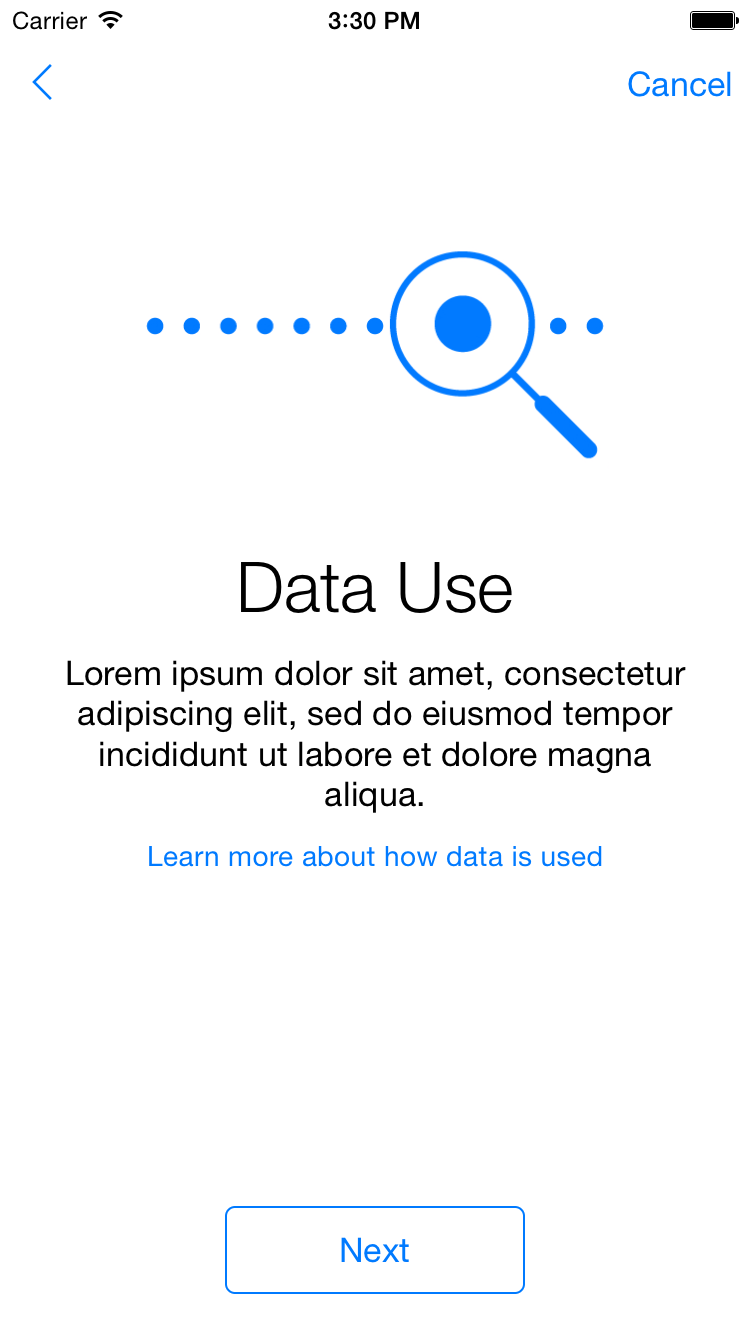 Carrier 3:30 PM
Cancel
Data Use
Lorem ipsum dolor sit amet, consectetur
adipiscing elit, sed do eiusmod tempor
incididunt ut labore et dolore magna
aliqua.
Learn more about how data is used
Next